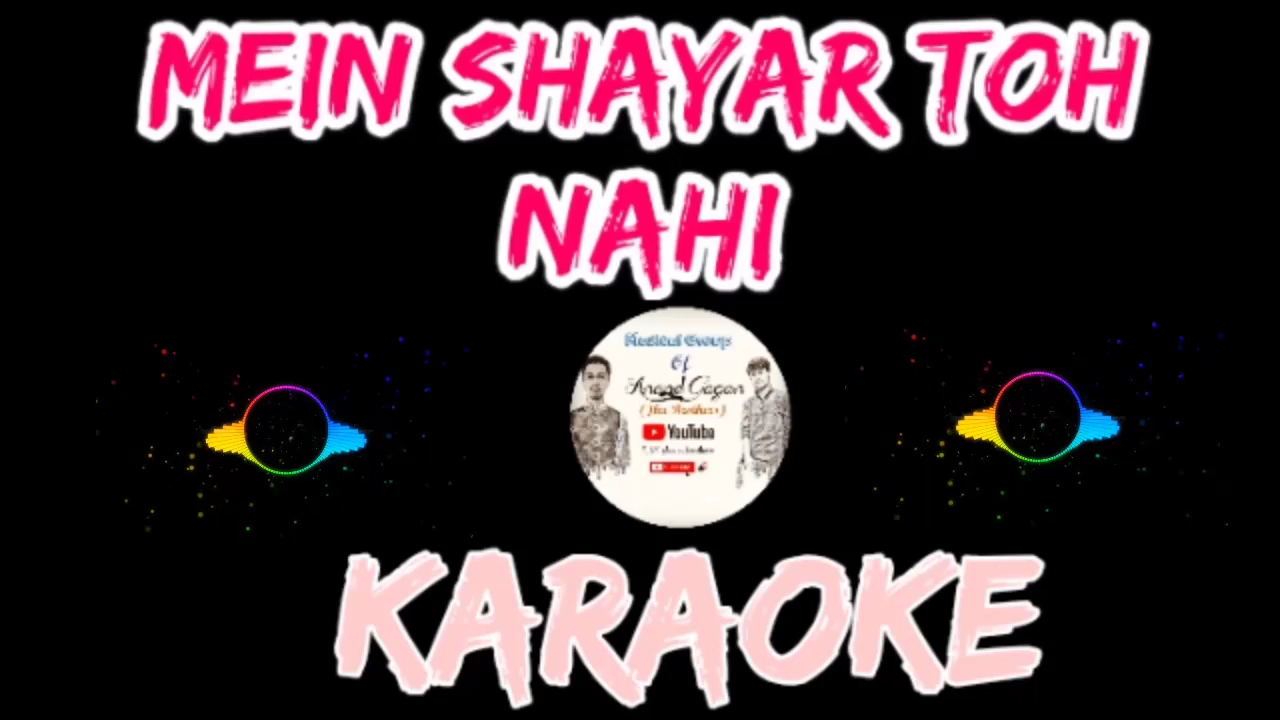 MEIN SHAYAR TOH
NAHI
Musical Group
Of
Anand Gagan
YouTube
KARAOKE